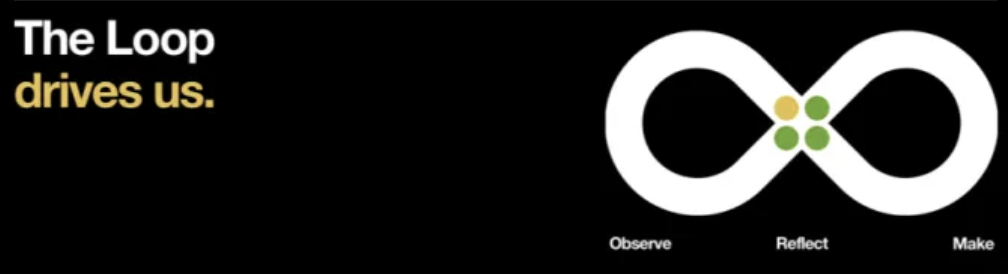 The Loop
drives us.
Observe
Reflect
Make